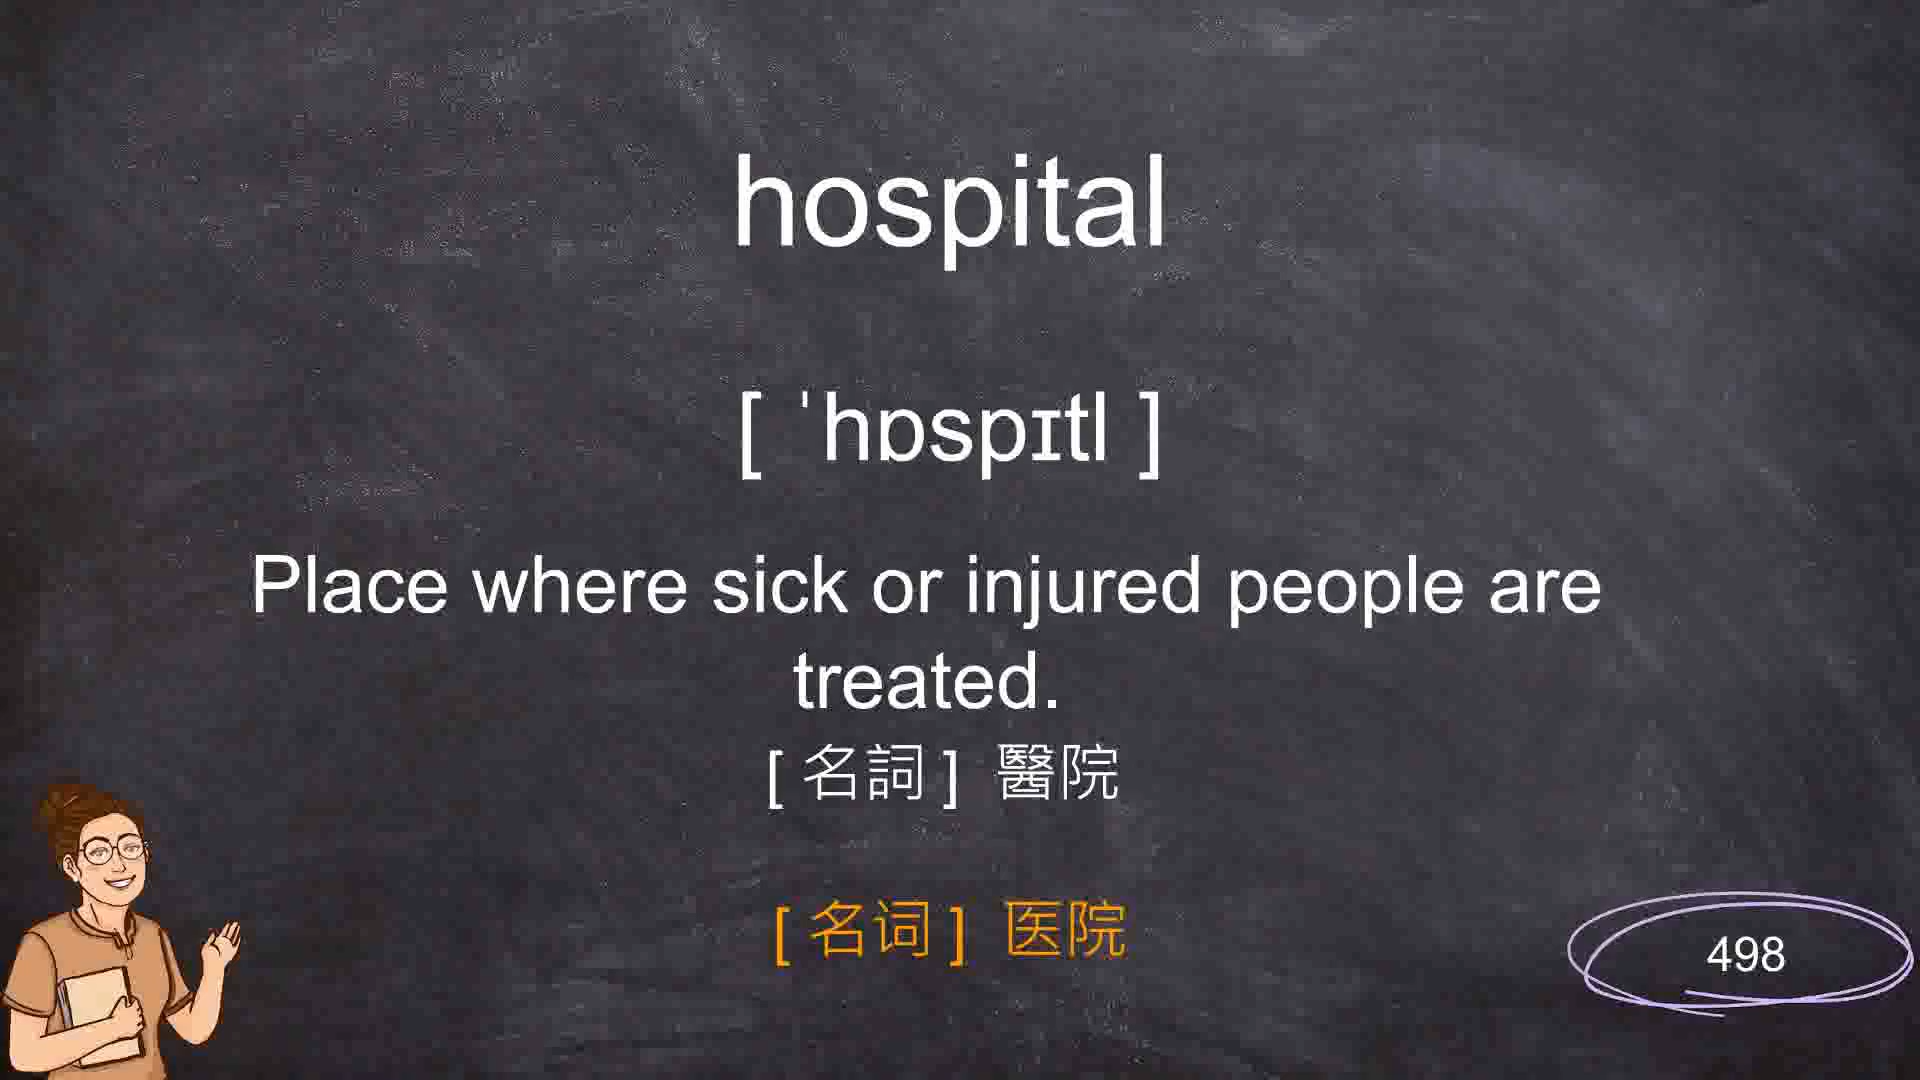 hospital
[ ˈhɒspɪtl ]
Place where sick or injured people are
treated.
[ 名詞 ] 醫院
[ 名词 ] 医院
498